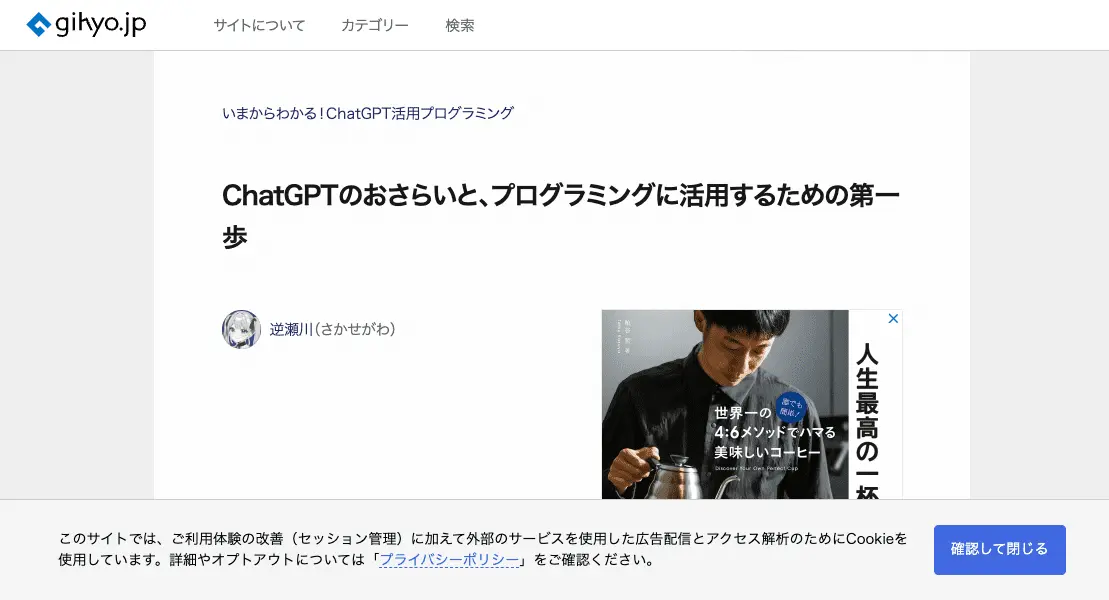 gihyo.jp
サイトについて
カテゴリー
検索
いまからわかる!ChatGPT活用プログラミング
ChatGPTのおさらいと、プログラミングに活用するための第一
歩
逆瀬川(さかせがわ)
世界一の
誰でも
簡単!
4:6メソッドでハマる
美味しいコーヒー
Discover Your Own Perfect Cup
人生最高の一杯
このサイトでは、ご利用体験の改善（セッション管理）に加えて外部のサービスを使用した広告配信とアクセス解析のためにCookieを
使用しています。詳細やオプトアウトについては「プライバシーポリシー」をご確認ください。
確認して閉じる